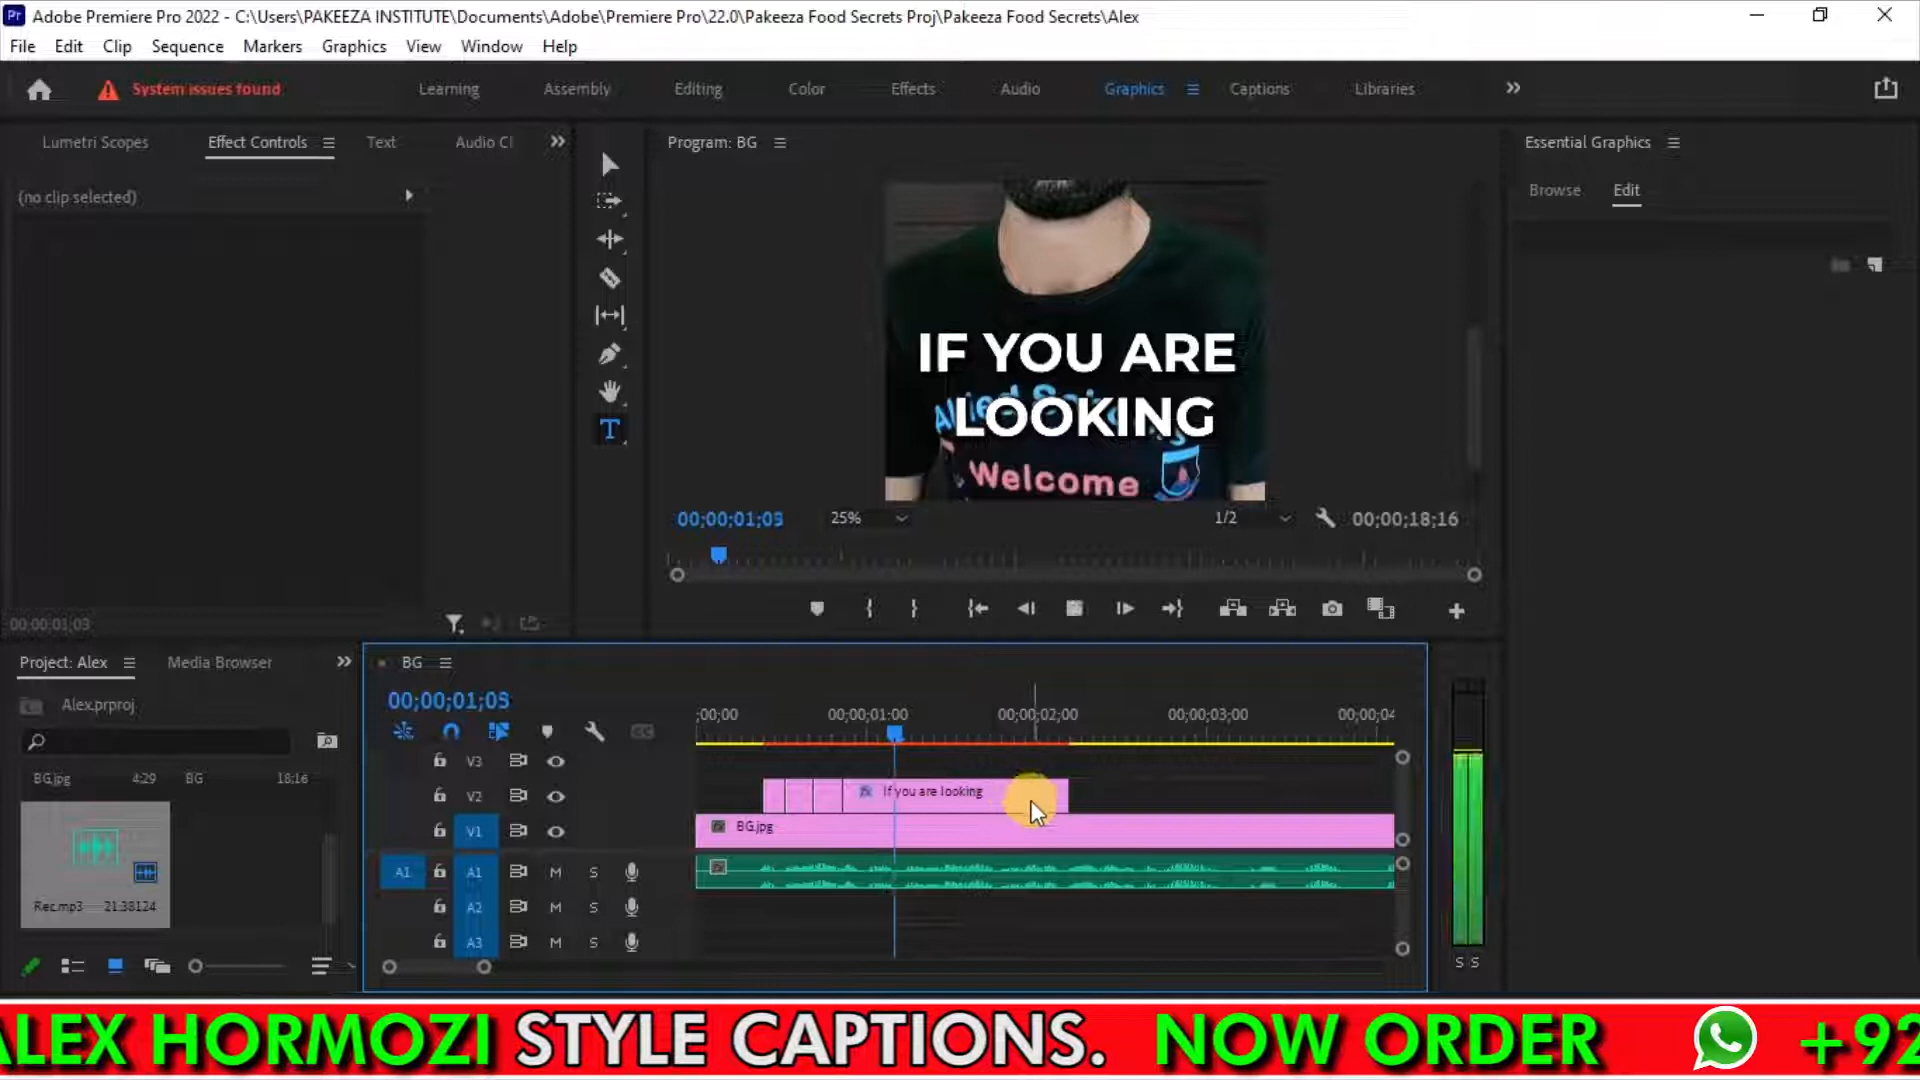 Adobe Premiere Pro 2022 - C:\Users\PAKEEZA INSTITUTE\Documents\Adobe\Premiere Pro\22.0\Pakeeza Food Secrets Proj\Pakeeza Food Secrets\Alex
File Edit Clip Sequence Markers Graphics View Window Help
System issues found Learning Assembly Editing Color Effects Audio Graphics Captions Libraries
Lumetri Scopes Effect Controls Text Audio Cl Program: BG Essential Graphics
(no clip selected) Browse Edit
IF YOU ARE
LOOKING
Welcome
25% 1/2 00;00;18;16
00;00;01;03
Project: Alex Media Browser BG
Alex.prproj
;00;00 00;00;01;00 00;00;02;00 00;00;03;00 00;00;04
V3
BG.jpg 4:29 BG 18:16
V2 If you are looking
V1 BG.jpg
A1 A1 M S
Rec.mp3 21:38124
A2 M S
A3 M S
S S
ALEX HORMOZI STYLE CAPTIONS. NOW ORDER +92